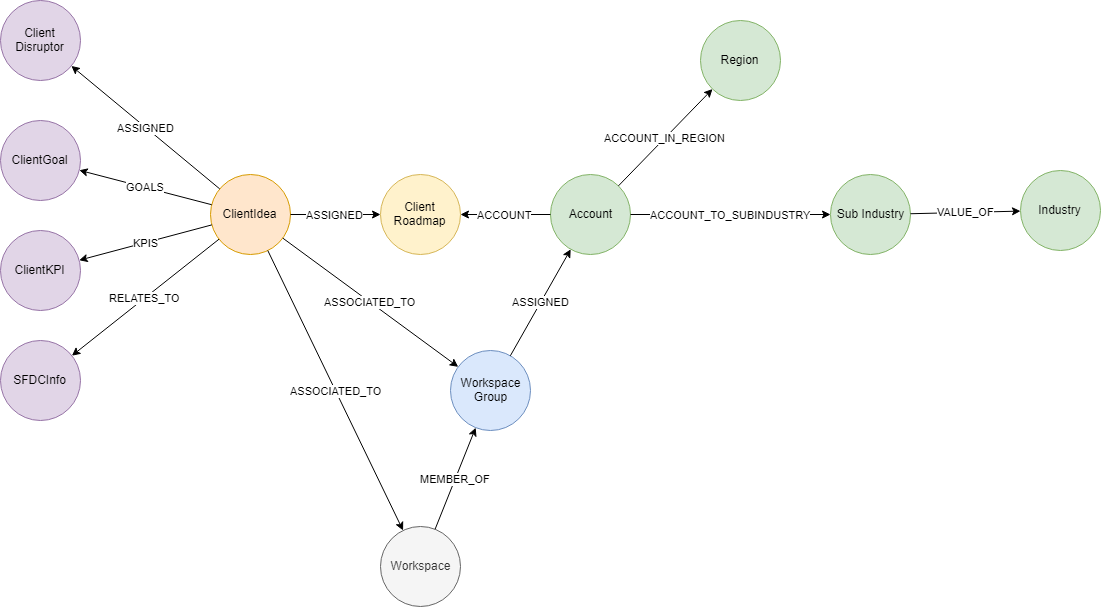 Client
Disruptor
Region
ASSIGNED
ACCOUNT_IN_REGION
ClientGoal
GOALS
ClientIdea
ASSIGNED
Client
Roadmap
ACCOUNT
Account
ACCOUNT_TO_SUBINDUSTRY
Sub Industry
VALUE_OF
Industry
KPIS
ClientKPI
RELATES_TO
ASSOCIATED_TO
ASSIGNED
SFDCInfo
ASSOCIATED_TO
Workspace
Group
MEMBER_OF
Workspace